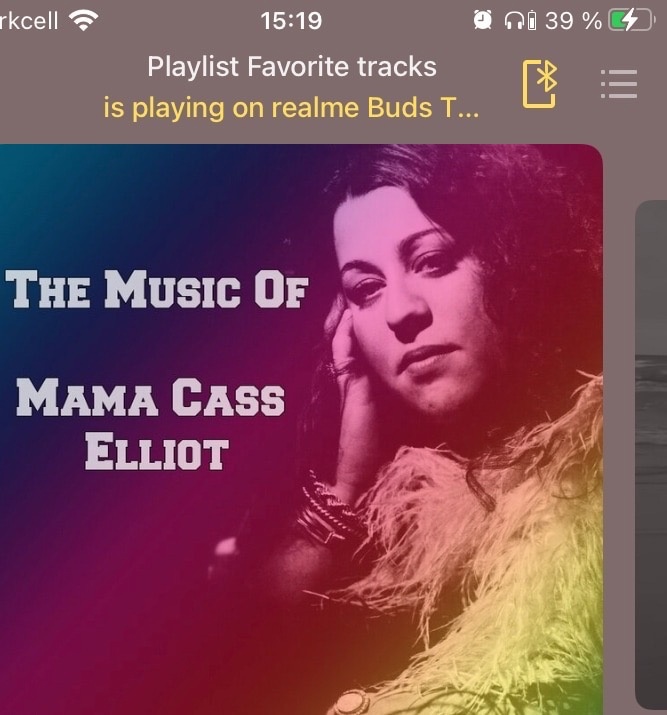 rkcell 15:19 39 %
Playlist Favorite tracks
is playing on realme Buds T...
The Music Of
Mama Cass
Elliot